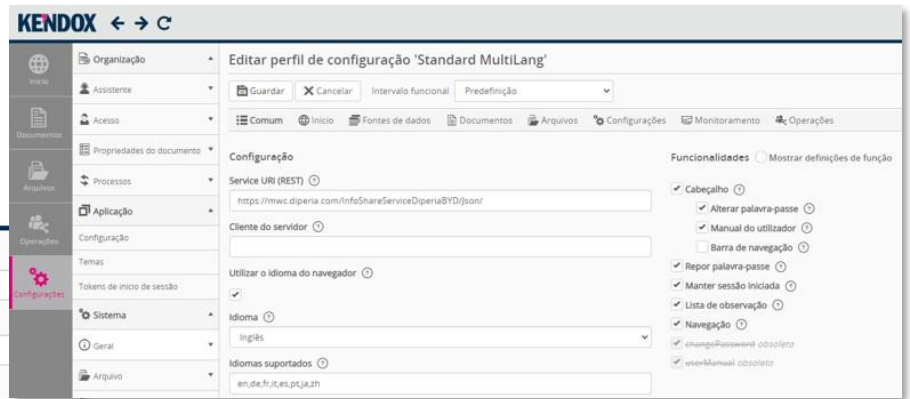 KENDOX
Início
Documentos
Arquivos
Operações
Configurações
Organização
Assistente
Acesso
Propriedades do documento
Processos
Aplicação
Configuração
Temas
Tokens de início de sessão
Sistema
Geral
Arquivo
Editar perfil de configuração 'Standard MultiLang'
Guardar Cancelar Intervalo funcional Predefinição
Comum Início Fontes de dados Documentos Arquivos Configurações Monitoramento Operações
Configuração
Service URI (REST)
https://mwc.diperia.com/InfoShareServiceDiperiaBYD/Json/
Cliente do servidor
Utilizar o idioma do navegador
Idioma
Inglês
Idiomas suportados
en,de,fr,it,es,pt,ja,zh
Funcionalidades Mostrar definições de função
Cabeçalho
Alterar palavra-passe
Manual do utilizador
Barra de navegação
Repor palavra-passe
Manter sessão iniciada
Lista de observação
Navegação
changePassword obsoleto
userManual obsoleto